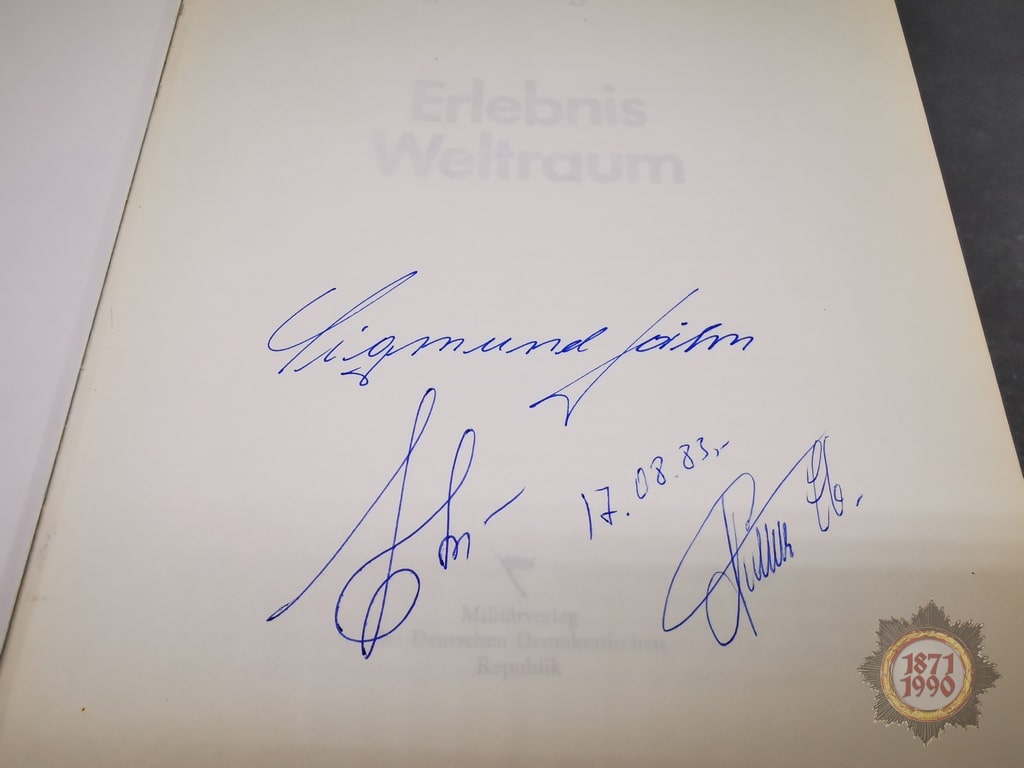 Erlebnis
Weltraum
Sigmund Jähn
17.08.83,-
Militärverlag
Deutschen Demokratischen
Republik
1871
1990